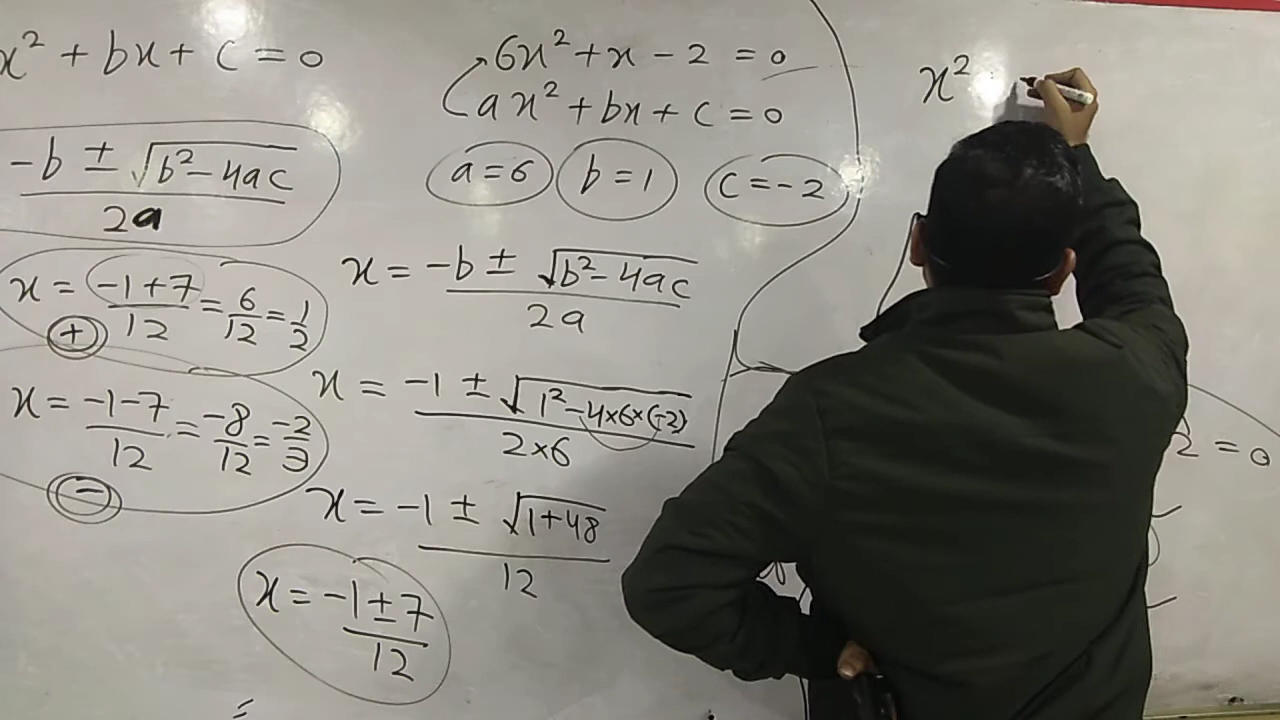 x² + bx + c = 0
-b ± √b²-4ac
2a
x = -1+7/12 = 6/12 = 1/2
+
x = -1-7/12 = -8/12 = -2/3
-
6x² + x - 2 = 0
ax² + bx + c = 0
a = 6 b = 1 c = -2
x = -b ± √b²-4ac
2a
x = -1 ± √1²-4×6×(-2)
2×6
x = -1 ± √1+48
12
x = -1±7
12
=
x²
2 = 0